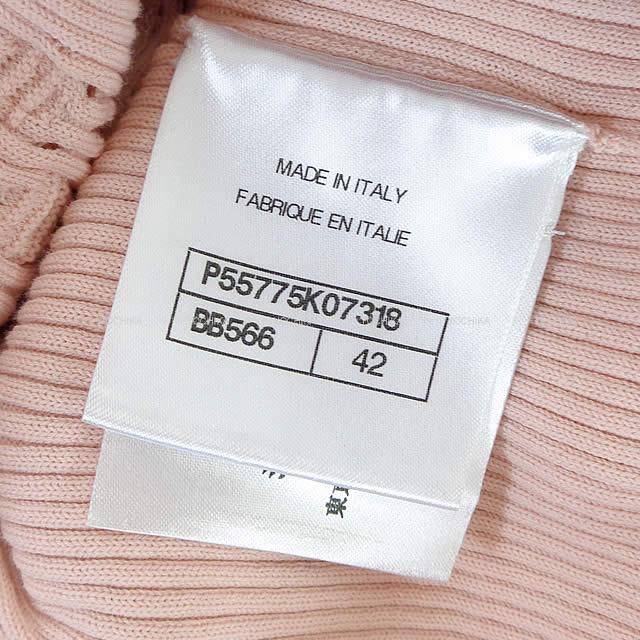 MADE IN ITALY
FABRIQUE EN ITALIE
P55775K07318
BB566 42